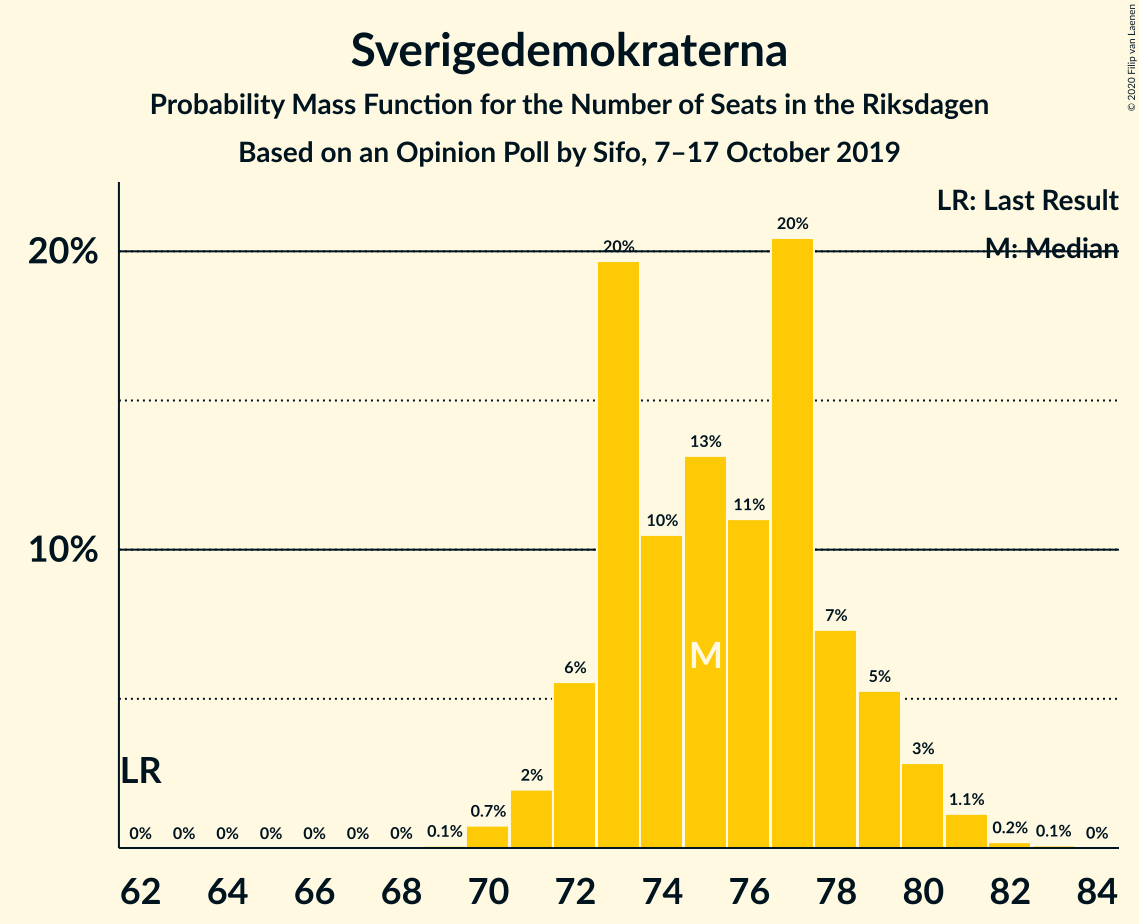 Sverigedemokraterna
Probability Mass Function for the Number of Seats in the Riksdagen
Based on an Opinion Poll by Sifo, 7–17 October 2019
© 2020 Filip van Laenen
LR: Last Result
M: Median
20%
10%
20%
20%
13%
11%
10%
7%
6%
5%
3%
2%
1.1%
0.7%
0.2%
0.1%
0.1%
0% 0% 0% 0% 0% 0% 0% 0%
M
LR
62 64 66 68 70 72 74 76 78 80 82 84